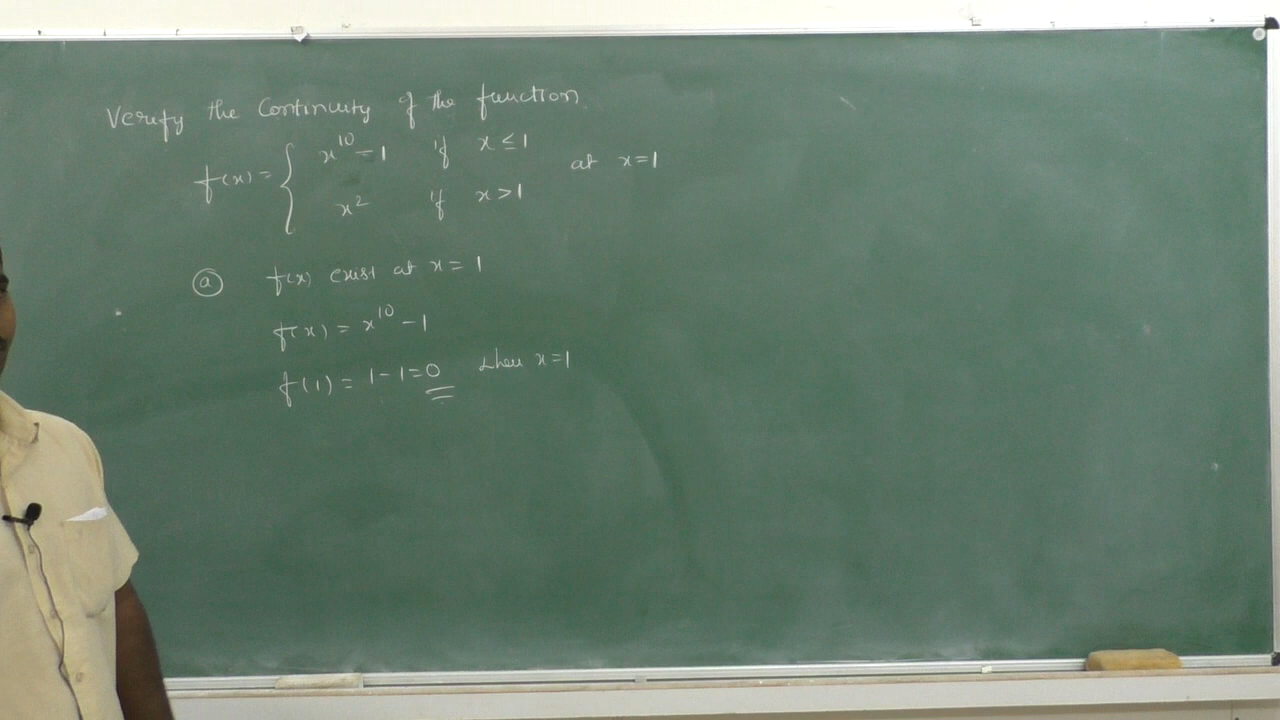 Verify the Continuity of the function.
f(x) = { x¹⁰ - 1 if x ≤ 1
x² if x > 1
at x = 1
(a) f(x) exist at x = 1
f(x) = x¹⁰ - 1
f(1) = 1 - 1 = 0 when x = 1